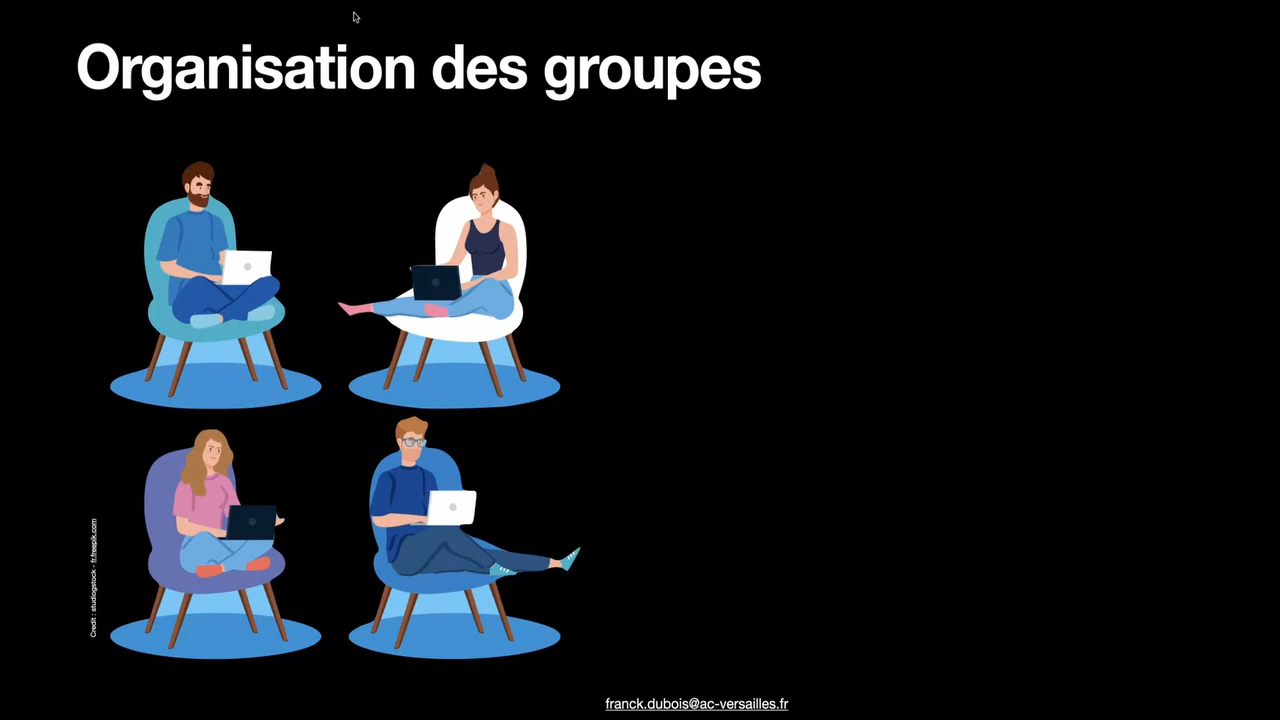 Organisation des groupes
Credit : studiogstock - fr.freepik.com
franck.dubois@ac-versailles.fr